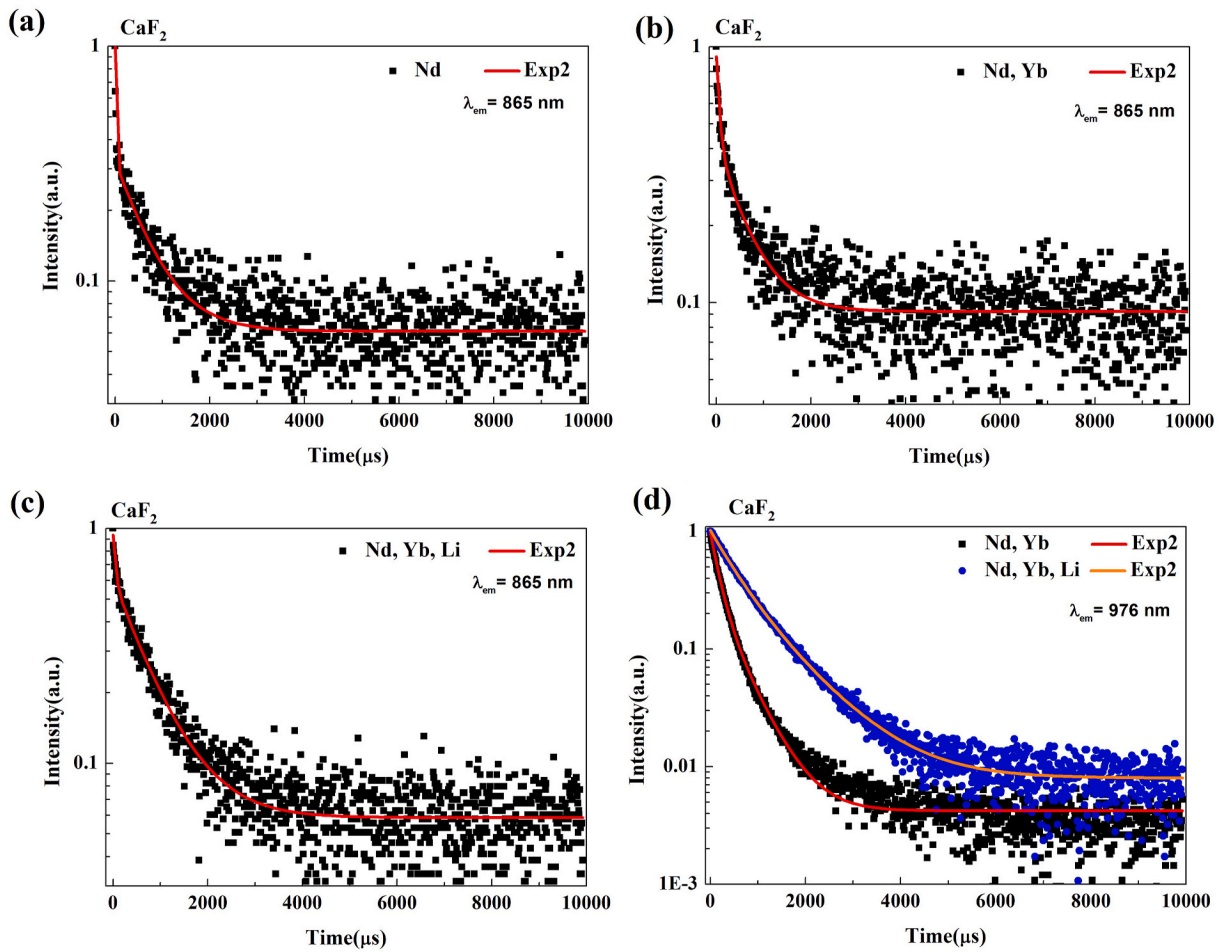 (a)
CaF₂
Nd Exp2
λem= 865 nm
1
0.1
Intensity(a.u.)
0 2000 4000 6000 8000 10000
Time(μs)
(b)
CaF₂
Nd, Yb Exp2
λem= 865 nm
1
0.1
Intensity(a.u.)
0 2000 4000 6000 8000 10000
Time(μs)
(c)
CaF₂
Nd, Yb, Li Exp2
λem= 865 nm
1
0.1
Intensity(a.u.)
0 2000 4000 6000 8000 10000
Time(μs)
(d)
CaF₂
Nd, Yb Exp2
Nd, Yb, Li Exp2
λem= 976 nm
1
0.1
0.01
1E-3
Intensity(a.u.)
0 2000 4000 6000 8000 10000
Time(μs)